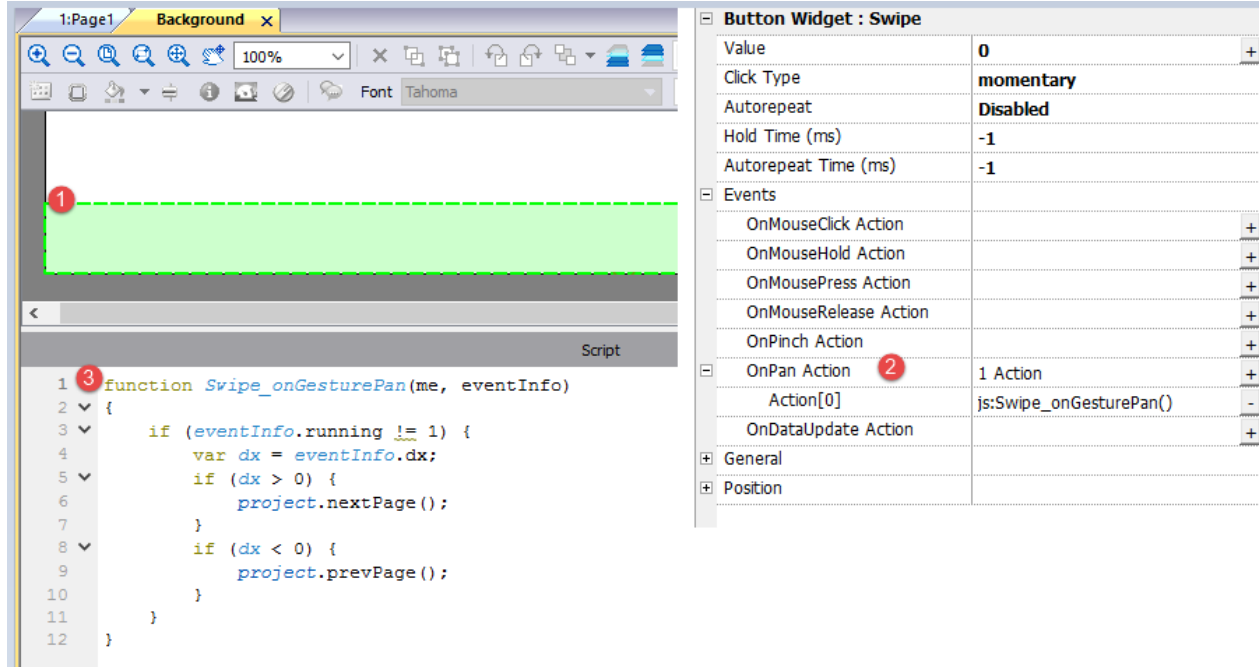 1:Page1
Background x
100%
Font Tahoma
1
Script
3
1 function Swipe_onGesturePan(me, eventInfo)
2 {
3 if (eventInfo.running != 1) {
4 var dx = eventInfo.dx;
5 if (dx > 0) {
6 project.nextPage();
7 }
8 if (dx < 0) {
9 project.prevPage();
10 }
11 }
12 }
Button Widget : Swipe
Value 0 +
Click Type momentary
Autorepeat Disabled
Hold Time (ms) -1
Autorepeat Time (ms) -1
Events
OnMouseClick Action +
OnMouseHold Action +
OnMousePress Action +
OnMouseRelease Action +
OnPinch Action +
OnPan Action 2 1 Action +
Action[0] js:Swipe_onGesturePan() -
OnDataUpdate Action +
General
Position